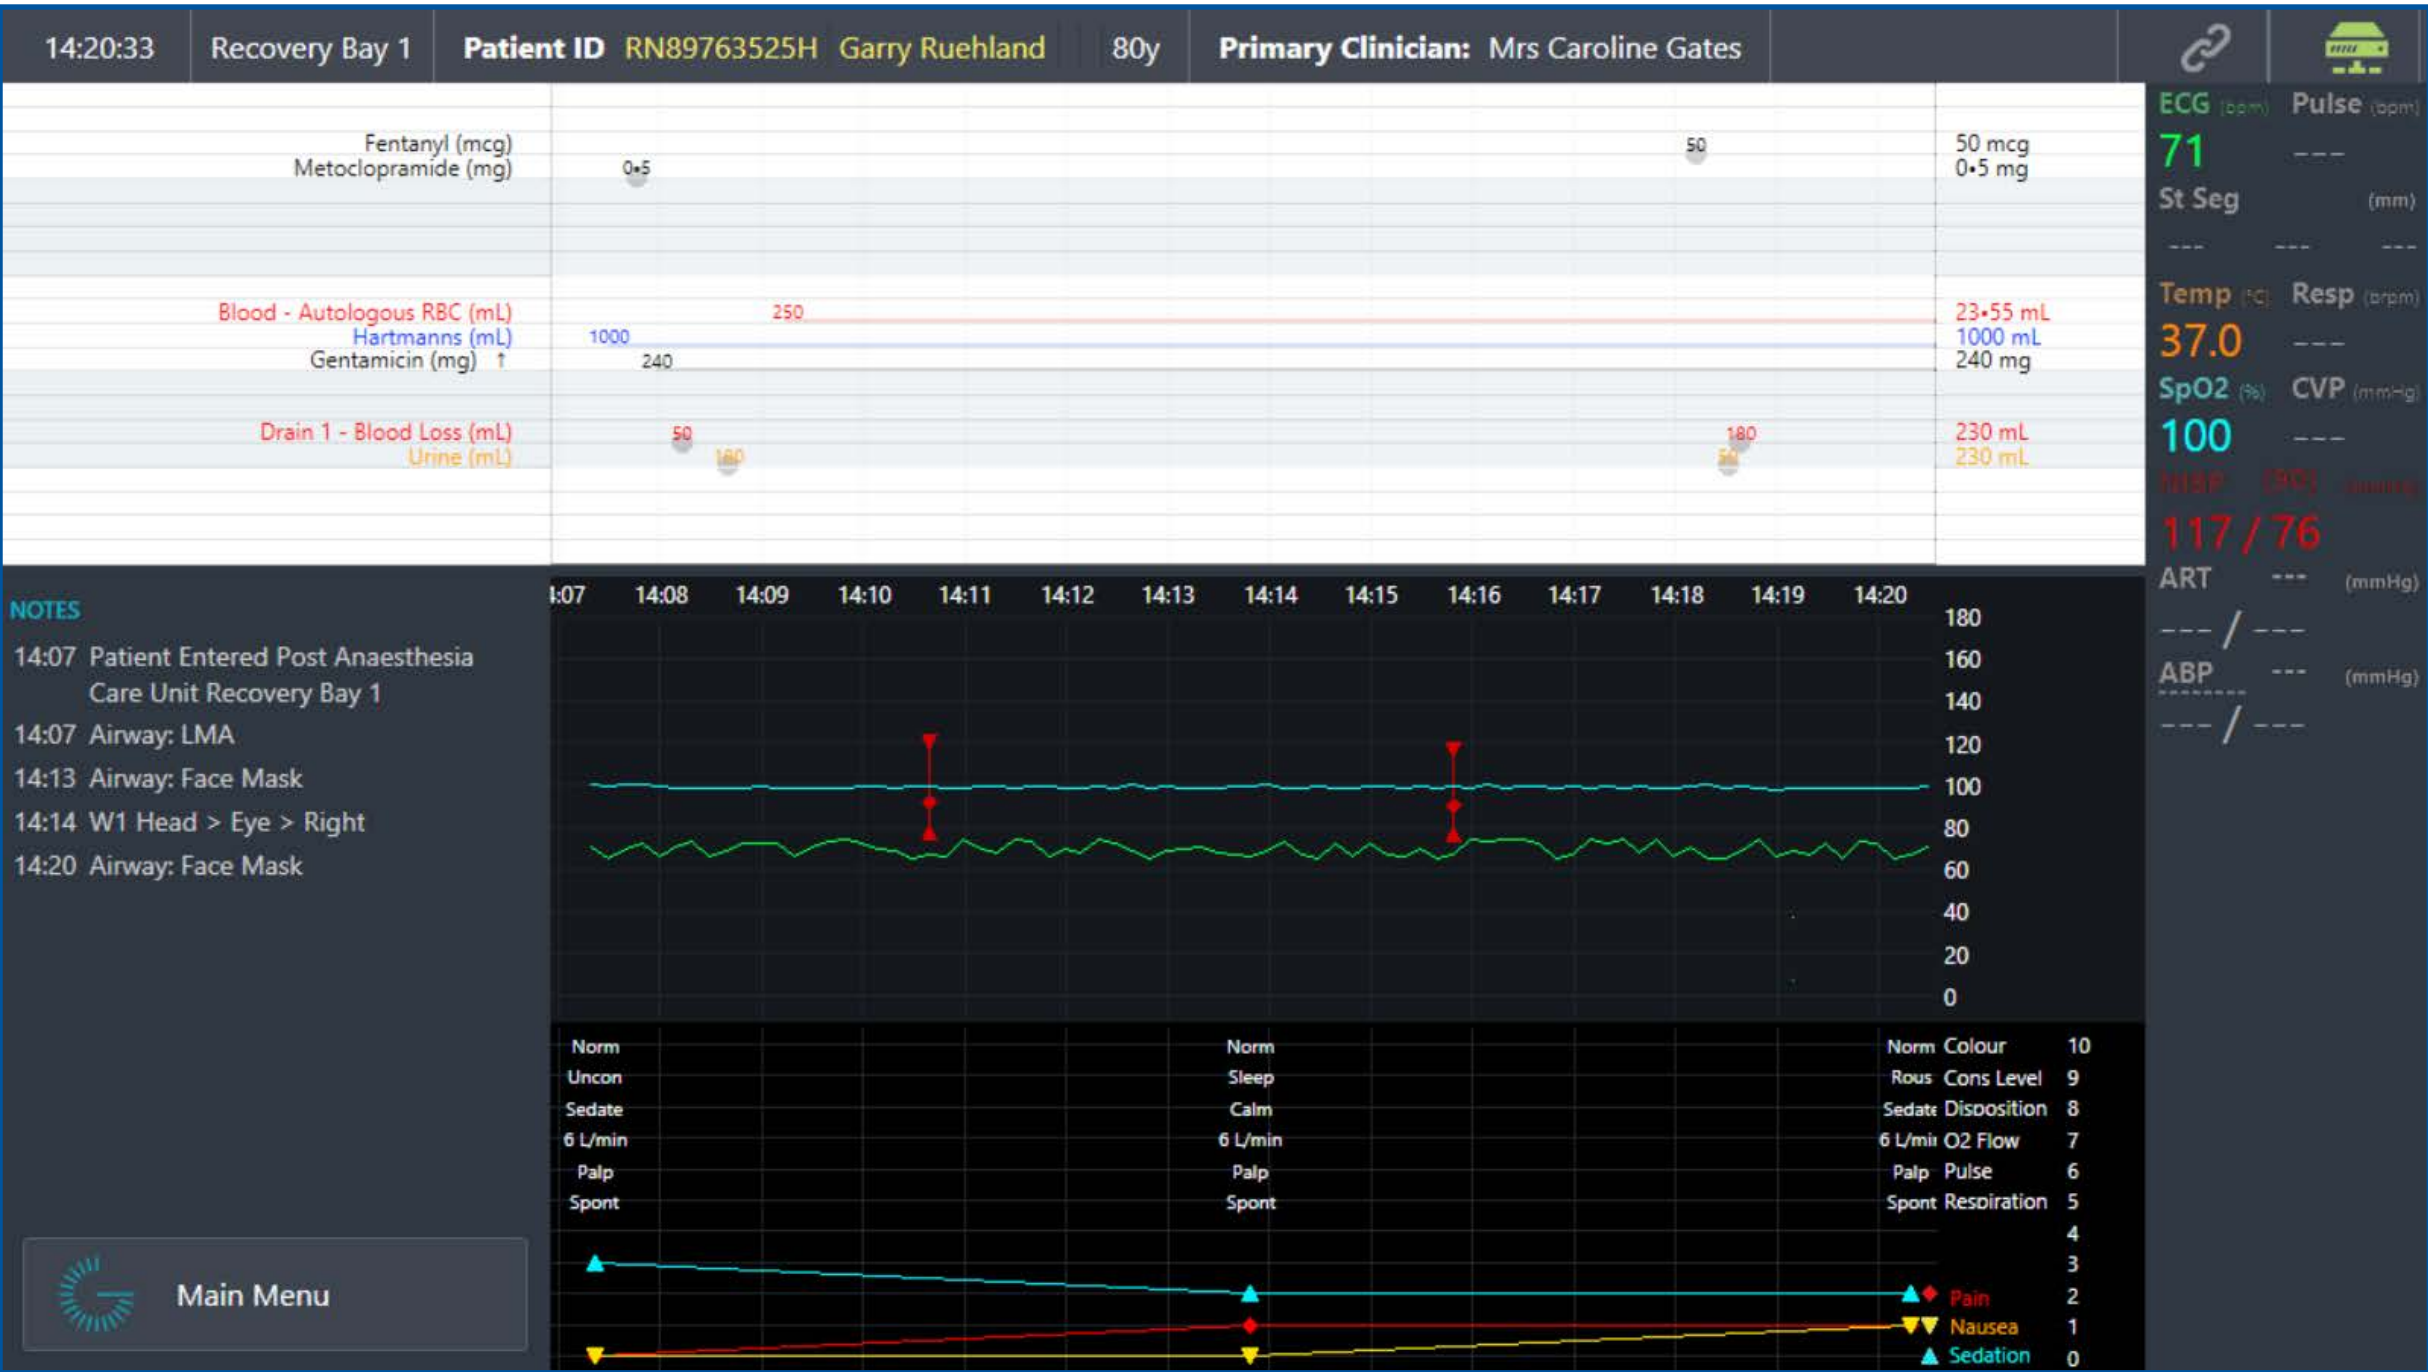 14:20:33 Recovery Bay 1 Patient ID RN89763525H Garry Ruehland 80y Primary Clinician: Mrs Caroline Gates
Fentanyl (mcg) 50 50 mcg
Metoclopramide (mg) 0•5 0•5 mg
Blood - Autologous RBC (mL) 250 23•55 mL
Hartmanns (mL) 1000 1000 mL
Gentamicin (mg) ↑ 240 240 mg
Drain 1 - Blood Loss (mL) 50 180 230 mL
Urine (mL) 180 50 230 mL
ECG (bpm) Pulse (bpm)
71 ---
St Seg (mm)
--- --- ---
Temp (°C) Resp (brpm)
37.0 ---
SpO2 (%) CVP (mmHg)
100 ---
NIBP (90) (mmHg)
117 / 76
ART --- (mmHg)
--- / ---
ABP --- (mmHg)
--- / ---
NOTES
14:07 Patient Entered Post Anaesthesia
Care Unit Recovery Bay 1
14:07 Airway: LMA
14:13 Airway: Face Mask
14:14 W1 Head > Eye > Right
14:20 Airway: Face Mask
Main Menu
4:07 14:08 14:09 14:10 14:11 14:12 14:13 14:14 14:15 14:16 14:17 14:18 14:19 14:20
180
160
140
120
100
80
60
40
20
0
Norm Norm Norm Colour 10
Uncon Sleep Rous Cons Level 9
Sedate Calm Sedate Disposition 8
6 L/min 6 L/min 6 L/min O2 Flow 7
Palp Palp Palp Pulse 6
Spont Spont Spont Respiration 5
4
3
Pain 2
Nausea 1
Sedation 0